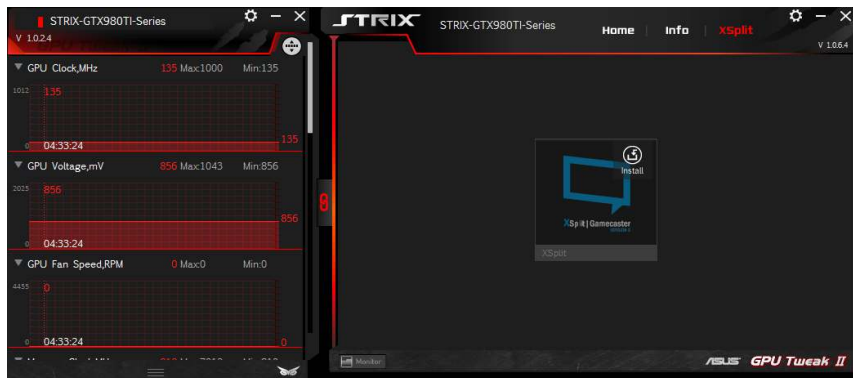 STRIX-GTX980TI-Series
V 1.0.2.4
GPU Clock,MHz 135 Max:1000 Min:135
1012 135
135
0 04:33:24
GPU Voltage,mV 856 Max:1043 Min:856
2025 856
856
0 04:33:24
GPU Fan Speed,RPM 0 Max:0 Min:0
4455 0
0 04:33:24 0
STRIX
STRIX-GTX980TI-Series
Home Info XSplit
V 1.0.6.4
Install
XSplit | Gamecaster
XSplit
Monitor
ASUS GPU Tweak II